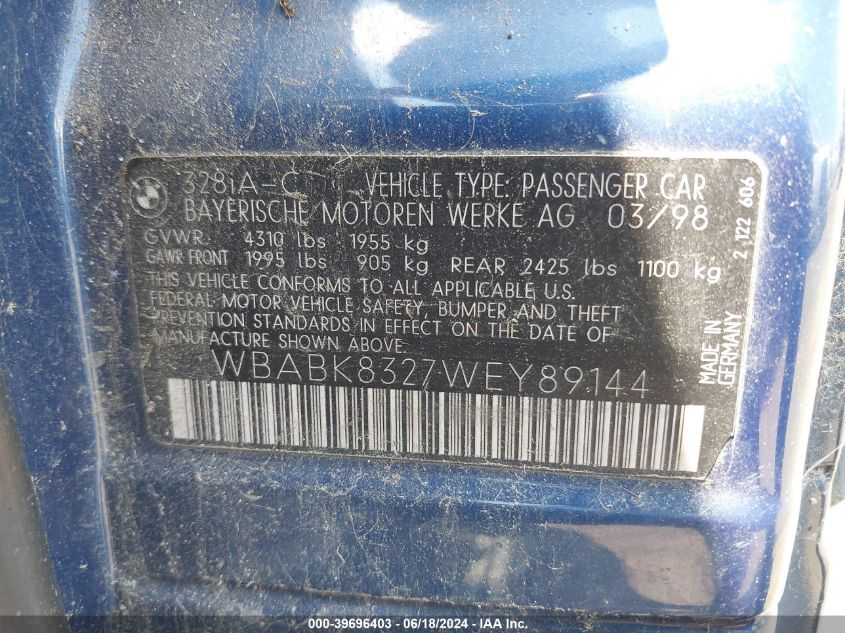 328iA-C VEHICLE TYPE: PASSENGER CAR
BAYERISCHE MOTOREN WERKE AG 03/98
GVWR 4310 lbs 1955 kg
GAWR FRONT 1995 lbs 905 kg REAR 2425 lbs 1100 kg
THIS VEHICLE CONFORMS TO ALL APPLICABLE U.S.
FEDERAL MOTOR VEHICLE SAFETY, BUMPER AND THEFT
PREVENTION STANDARDS IN EFFECT ON THE DATE OF
MANUFACTURE SHOWN ABOVE.
WBABK8327WEY89144
MADE IN
GERMANY
2 122 606
000-39696403 - 06/18/2024 - IAAI.COM